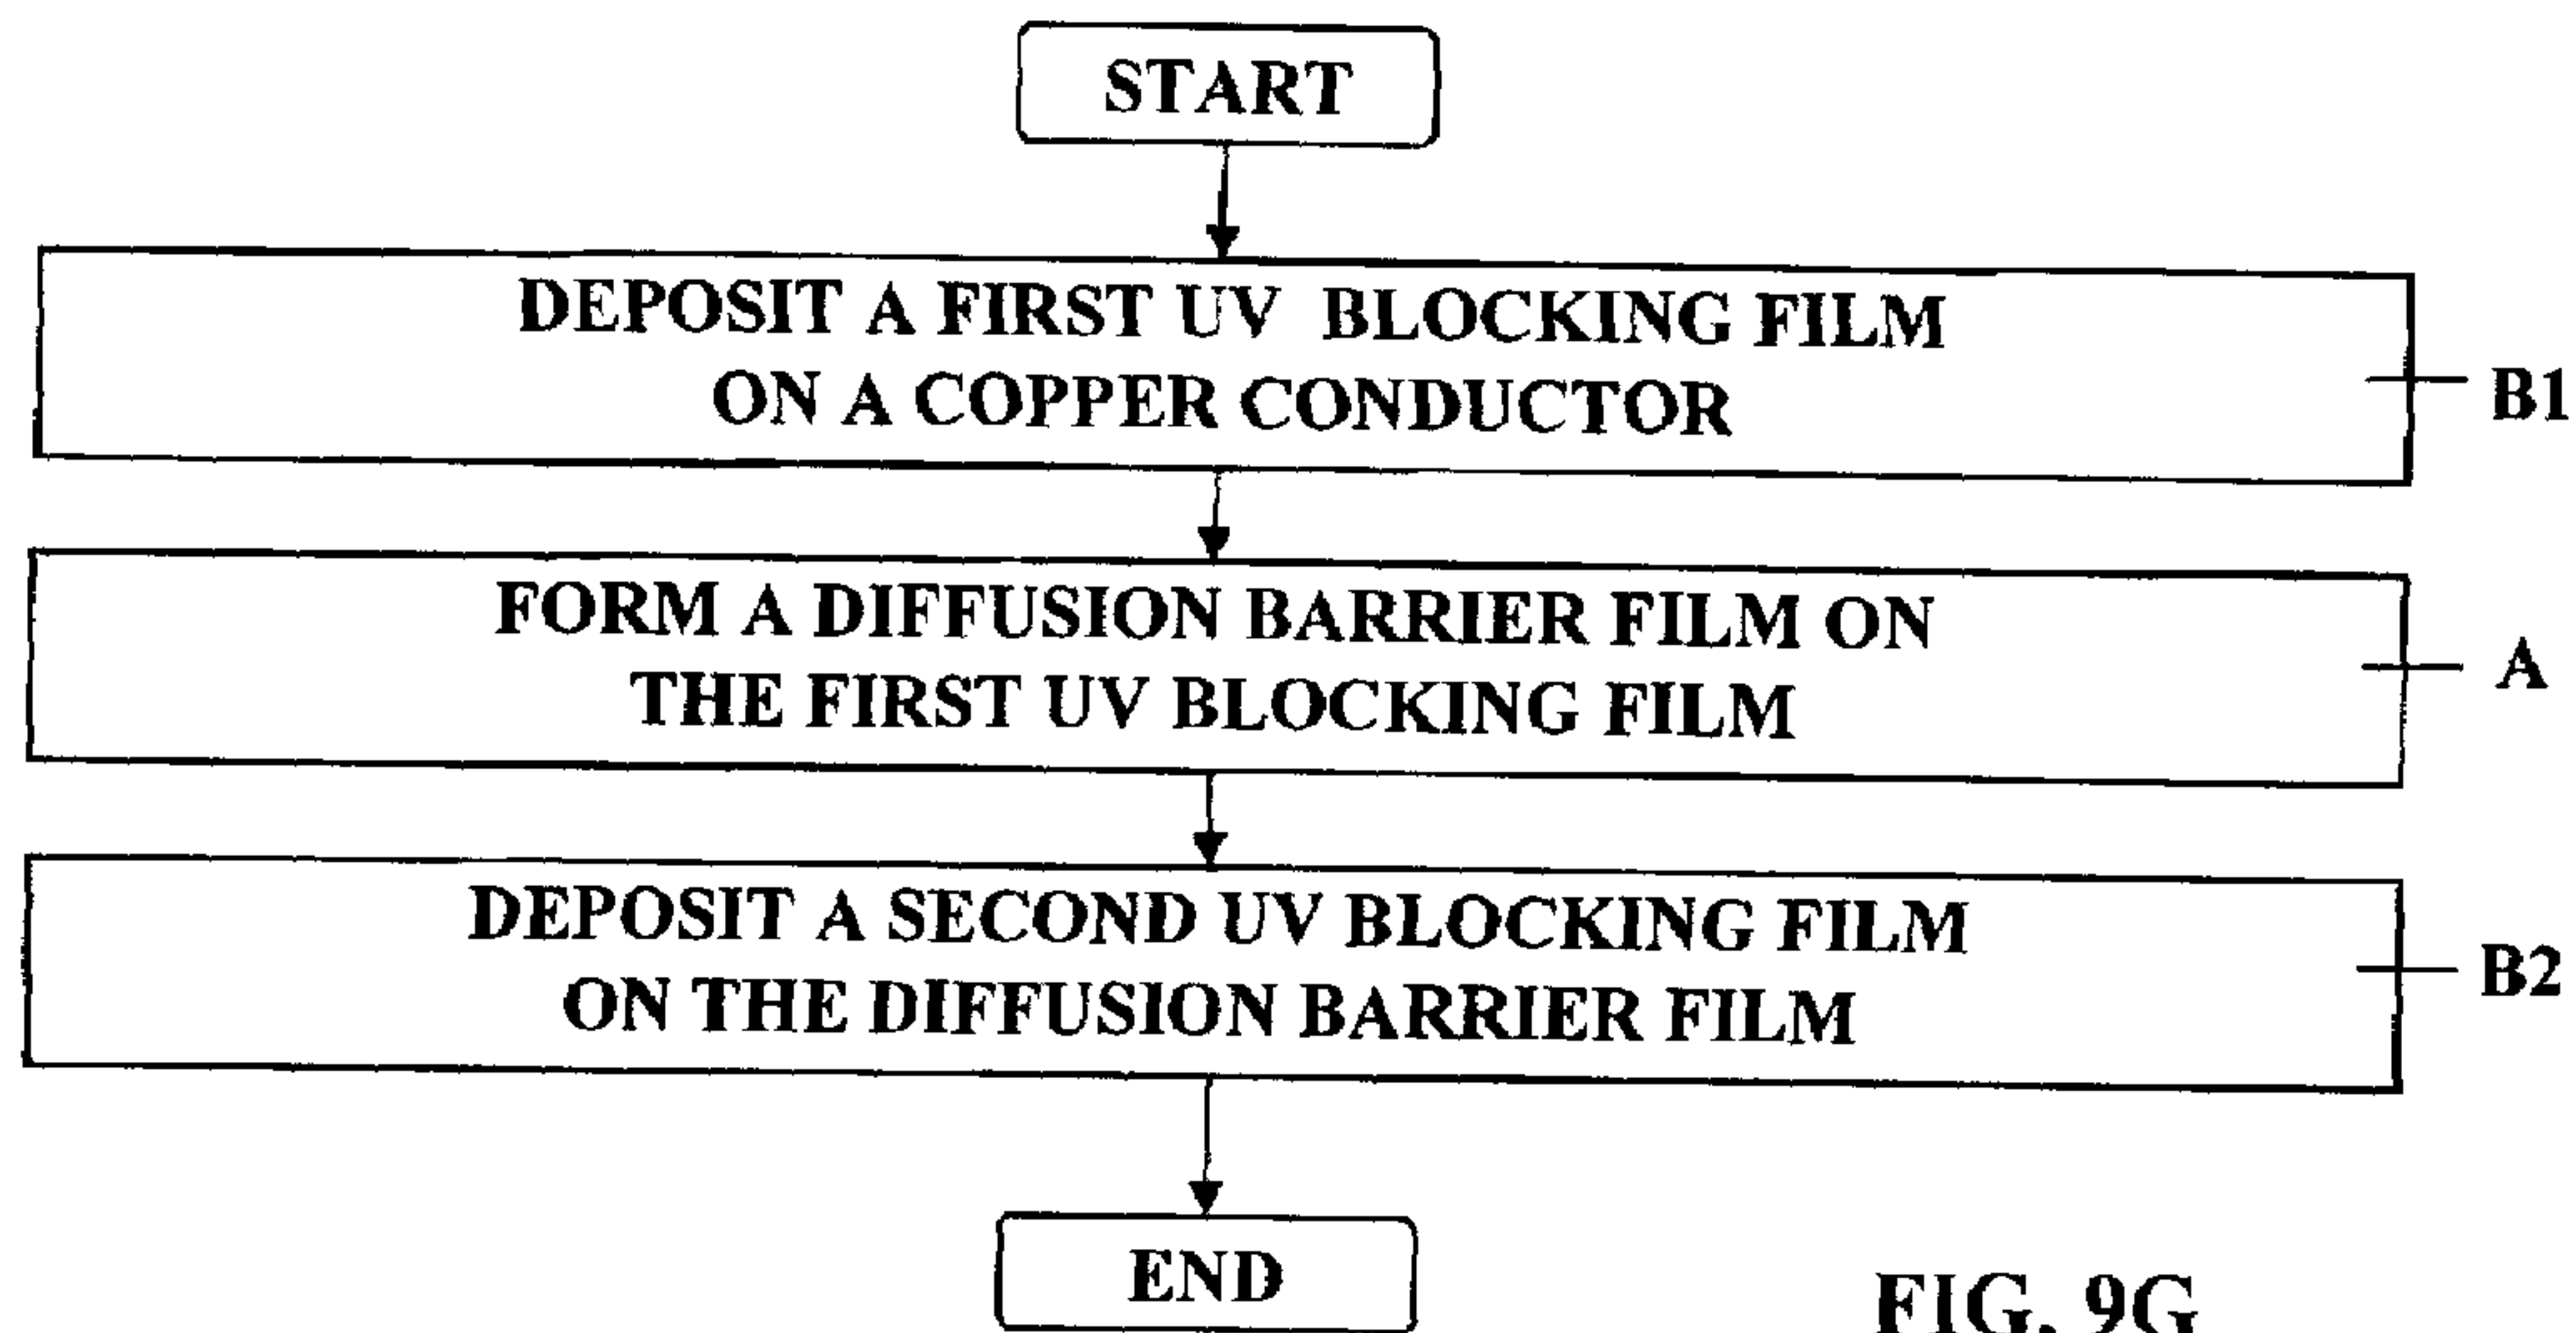 START
DEPOSIT A FIRST UV BLOCKING FILM
ON A COPPER CONDUCTOR
B1
FORM A DIFFUSION BARRIER FILM ON
THE FIRST UV BLOCKING FILM
A
DEPOSIT A SECOND UV BLOCKING FILM
ON THE DIFFUSION BARRIER FILM
B2
END
FIG. 9G